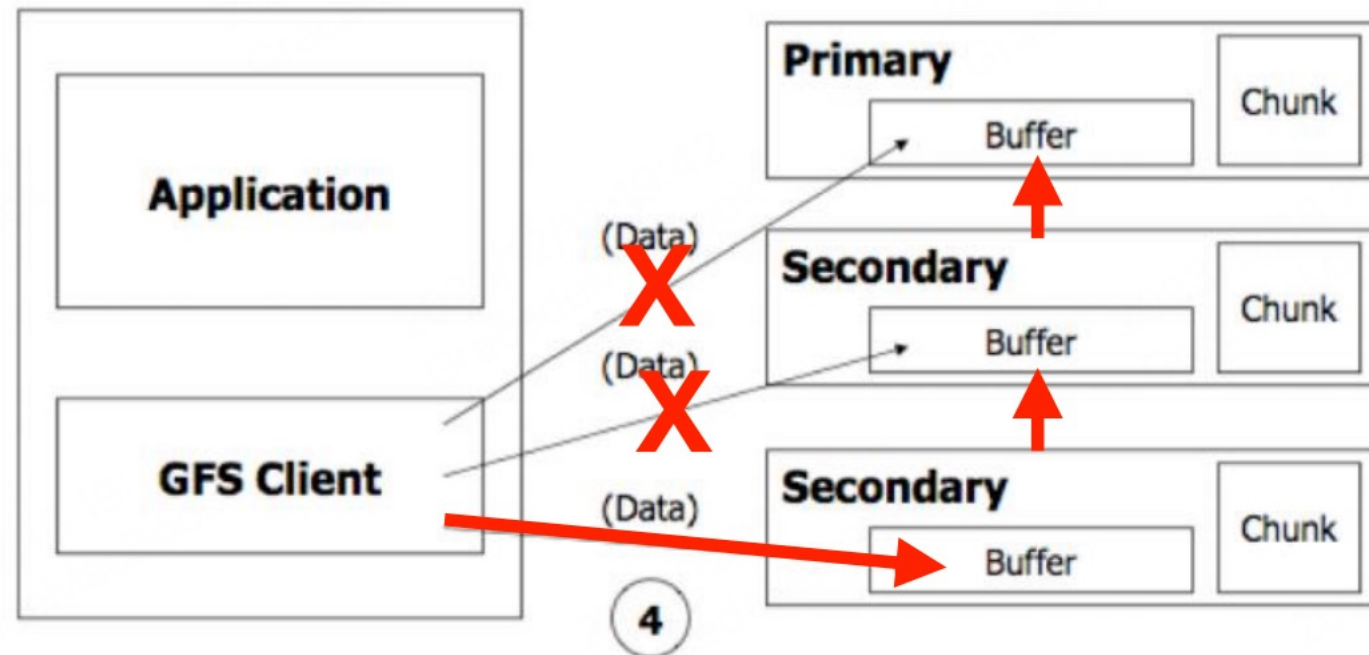 Application
GFS Client
(Data)
(Data)
(Data)
4
Primary
Buffer
Chunk
Secondary
Buffer
Chunk
Secondary
Buffer
Chunk
X
X